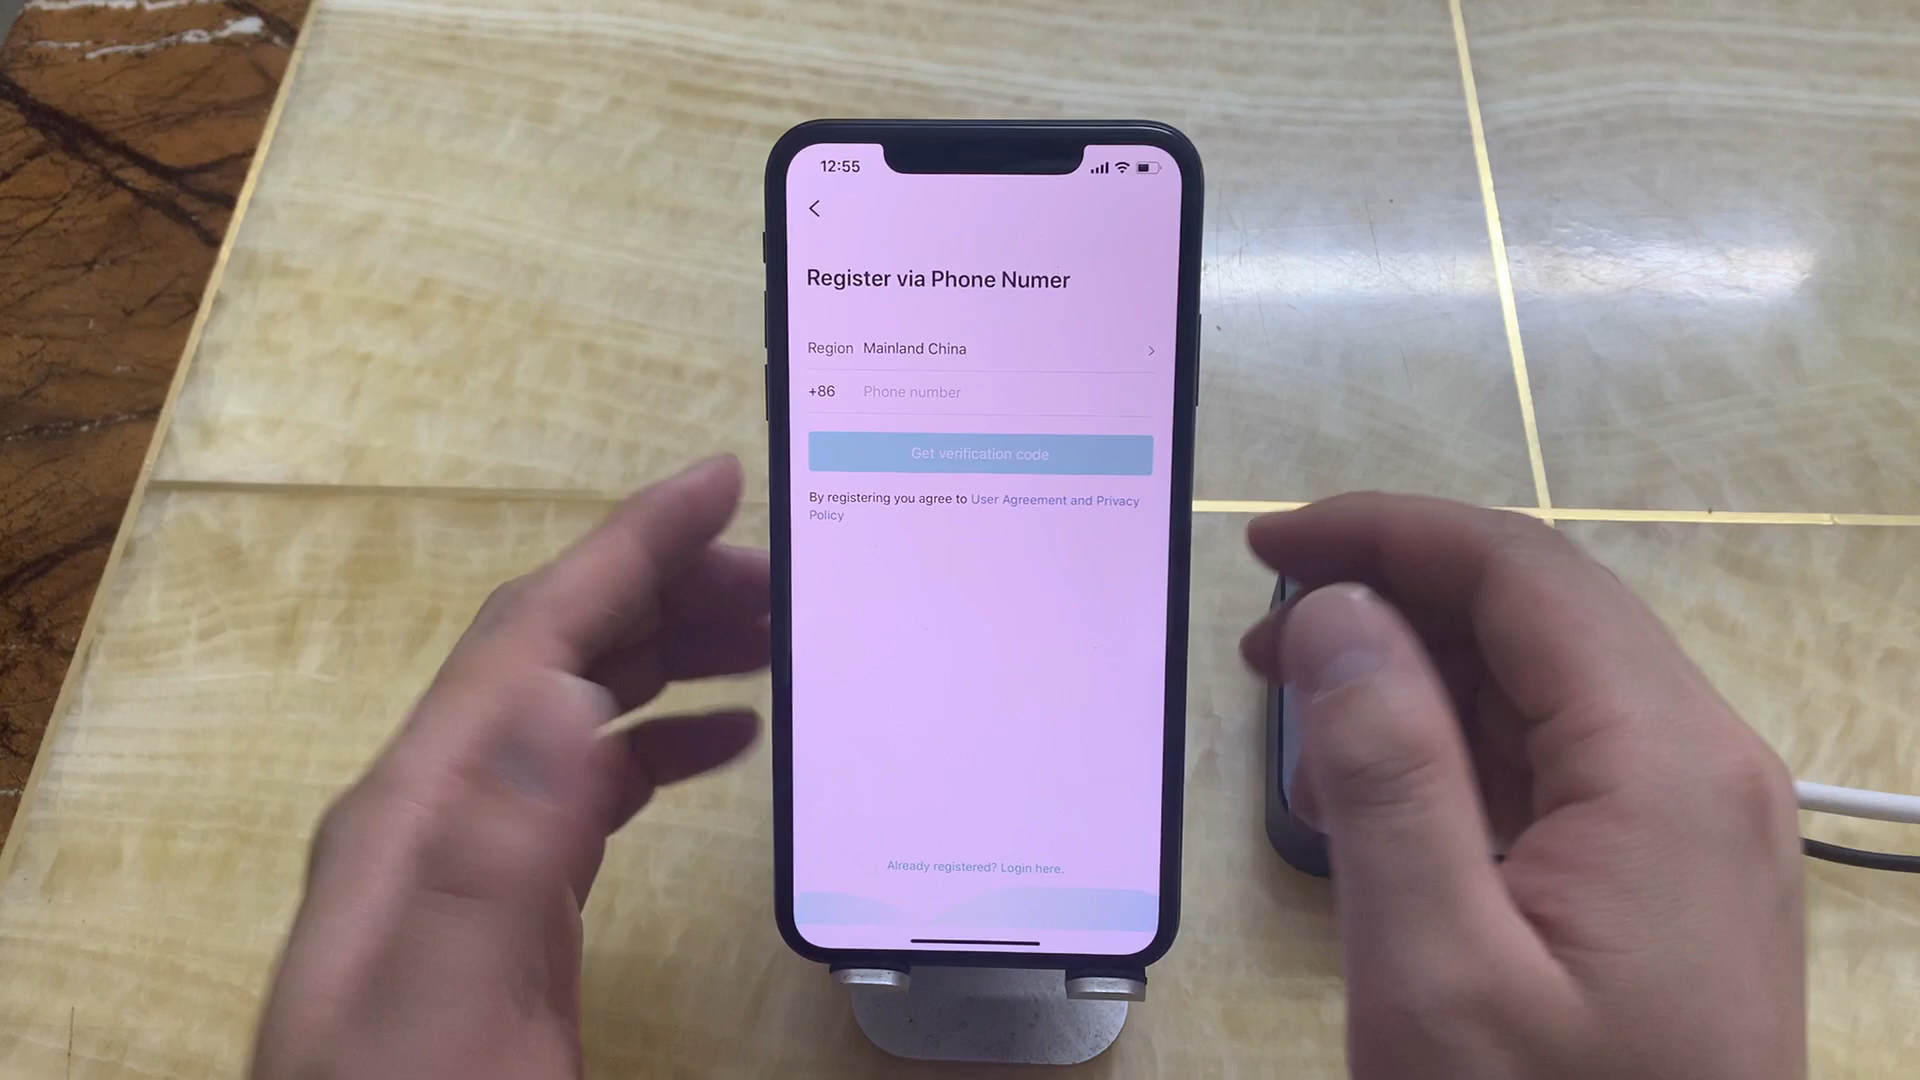 12:55
Register via Phone Numer
Region Mainland China
+86 Phone number
Get verification code
By registering you agree to User Agreement and Privacy
Policy
Already registered? Login here.